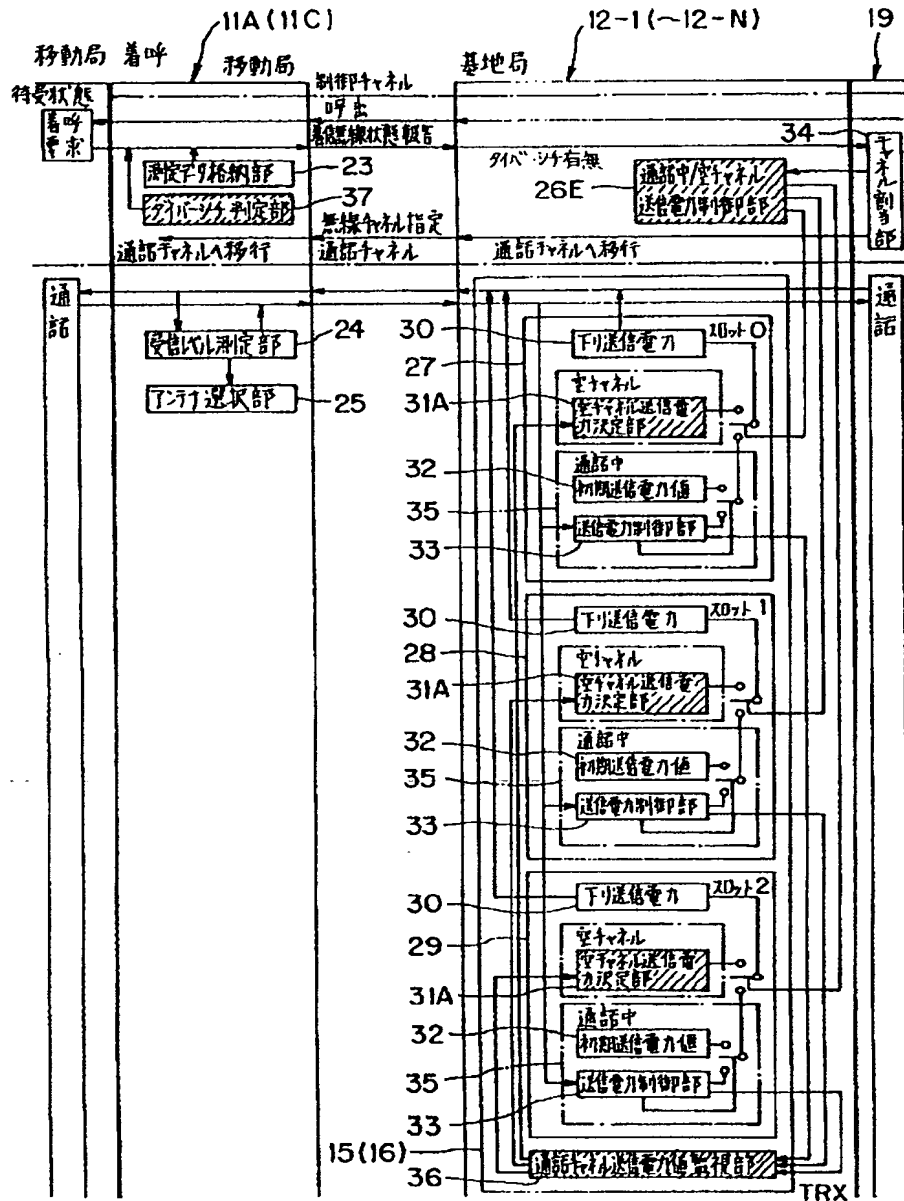 11A(11C)
12-1(~12-N)
19
移動局 着呼
移動局
基地局
制御チャネル
待受状態
呼出
着呼
要求
着信無線状態報告
34
ダイバーシチ有無
測定データ格納部
23
26E
通話中/空チャネル
送信電力制御部
チャネル割当部
ダイバーシチ判定部
37
無線チャネル指定
通話チャネルへ移行
通話チャネル
通話チャネルへ移行
通話
通話
受信レベル測定部
24
アンテナ選択部
25
30
下り送信電力
スロット0
27
空チャネル
31A
空チャネル送信電
力決定部
通話中
32
初期送信電力値
35
送信電力制御部
33
30
下り送信電力
スロット1
28
空チャネル
31A
空チャネル送信電
力決定部
通話中
32
初期送信電力値
35
送信電力制御部
33
30
下り送信電力
スロット2
29
空チャネル
空チャネル送信電
力決定部
31A
通話中
32
初期送信電力値
35
送信電力制御部
33
15(16)
通話チャネル送信電力値監視部
36
TRX